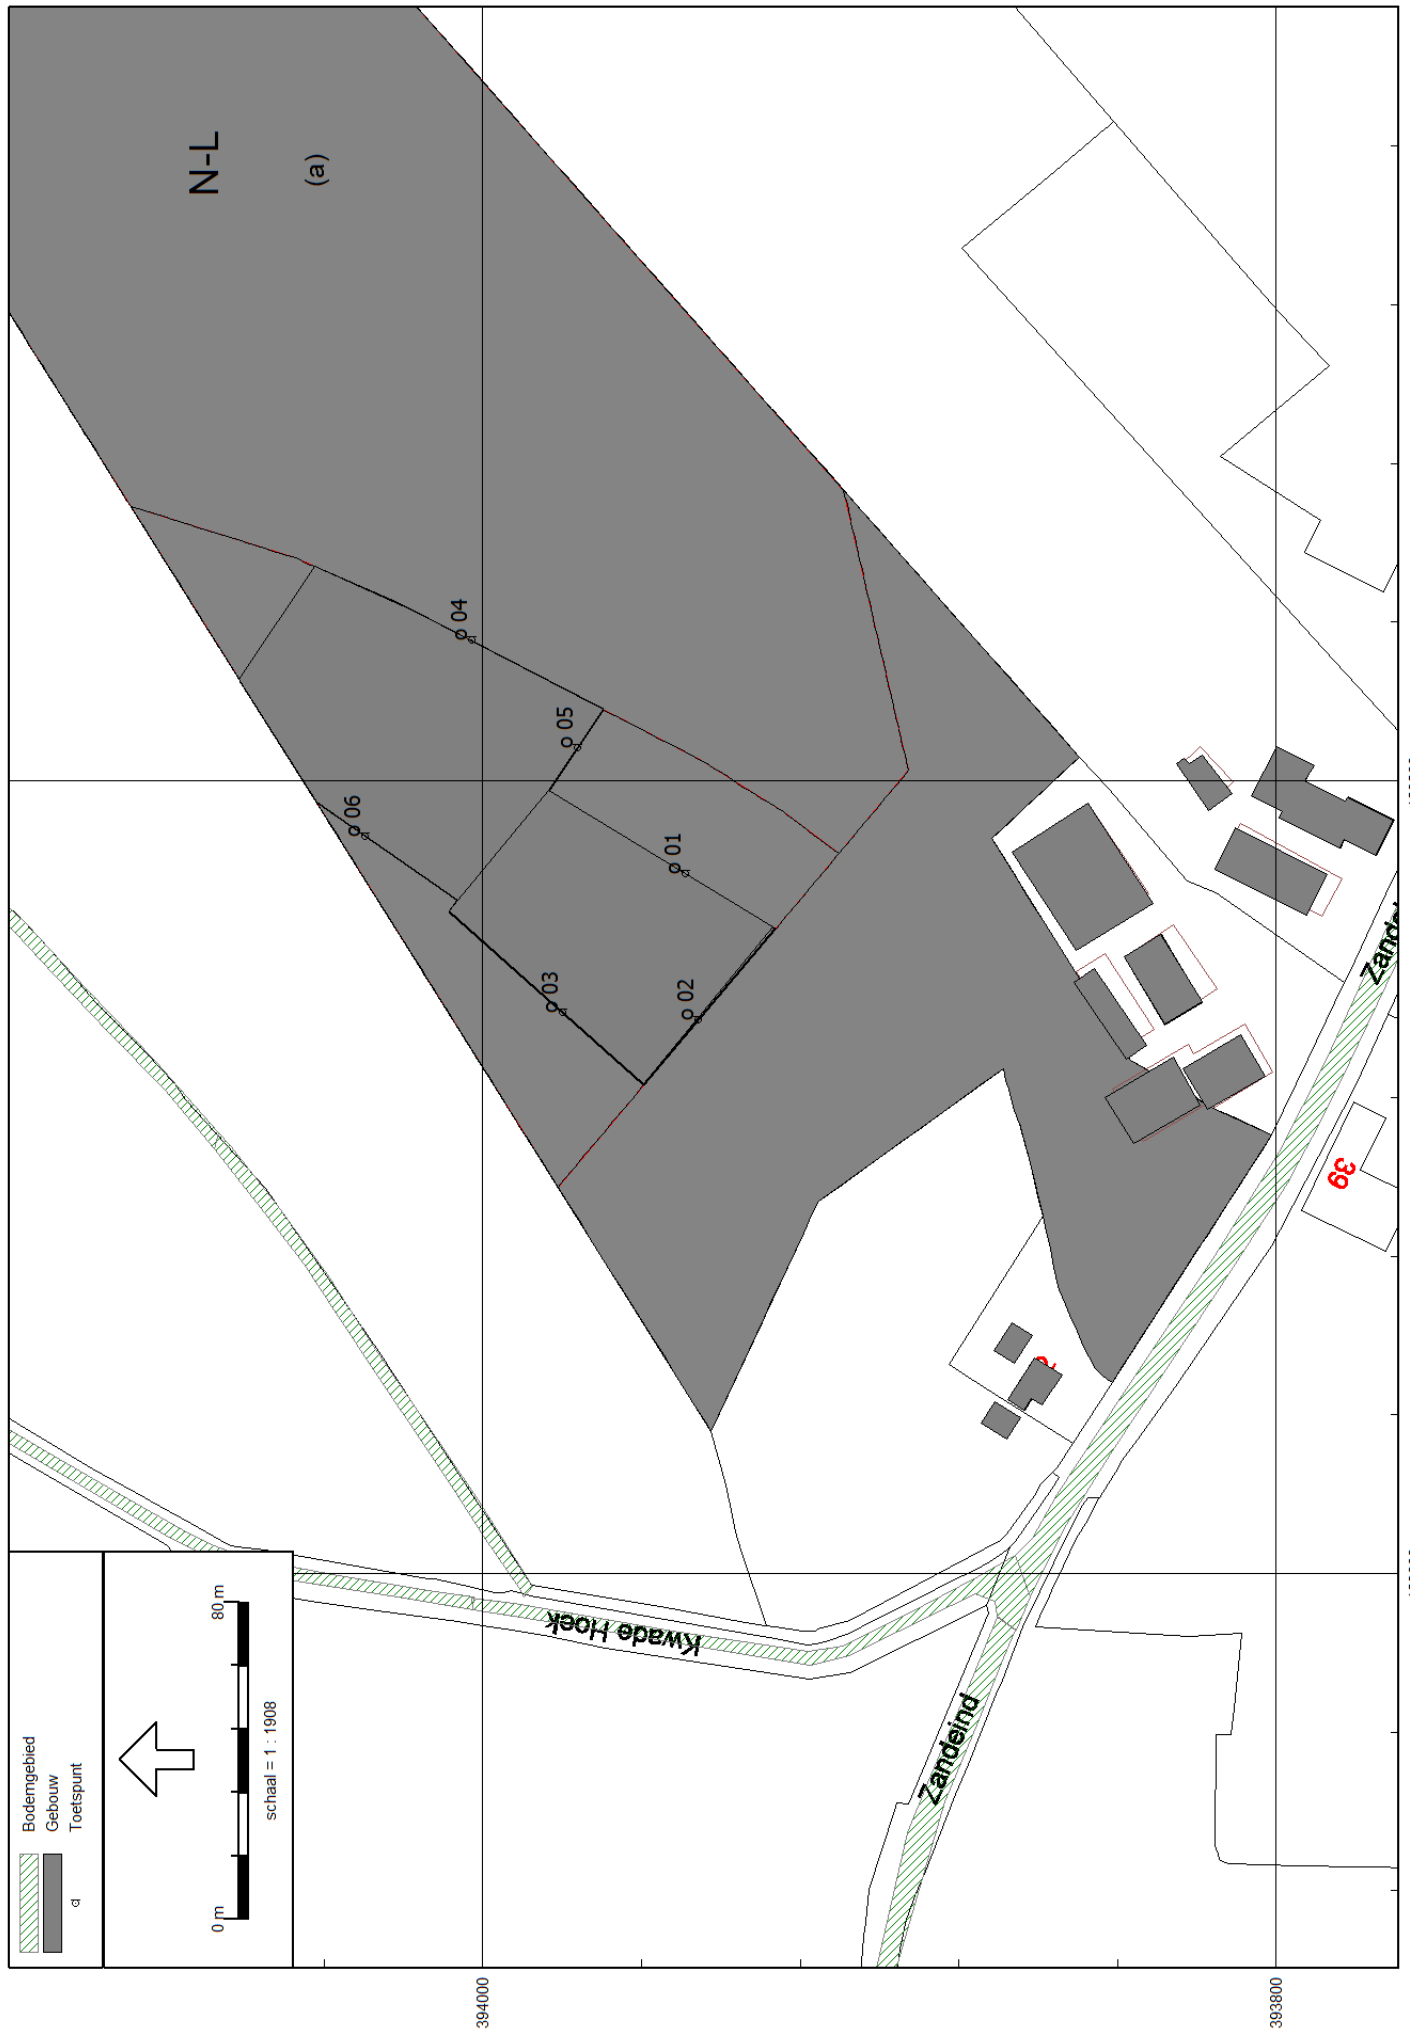 Bodemgebied
Gebouw
Toetspunt
0 m
80 m
schaal = 1 : 1908
N-L
(a)
04
05
06
01
03
02
Kwade Hoek
Zandeind
39
394000
393800